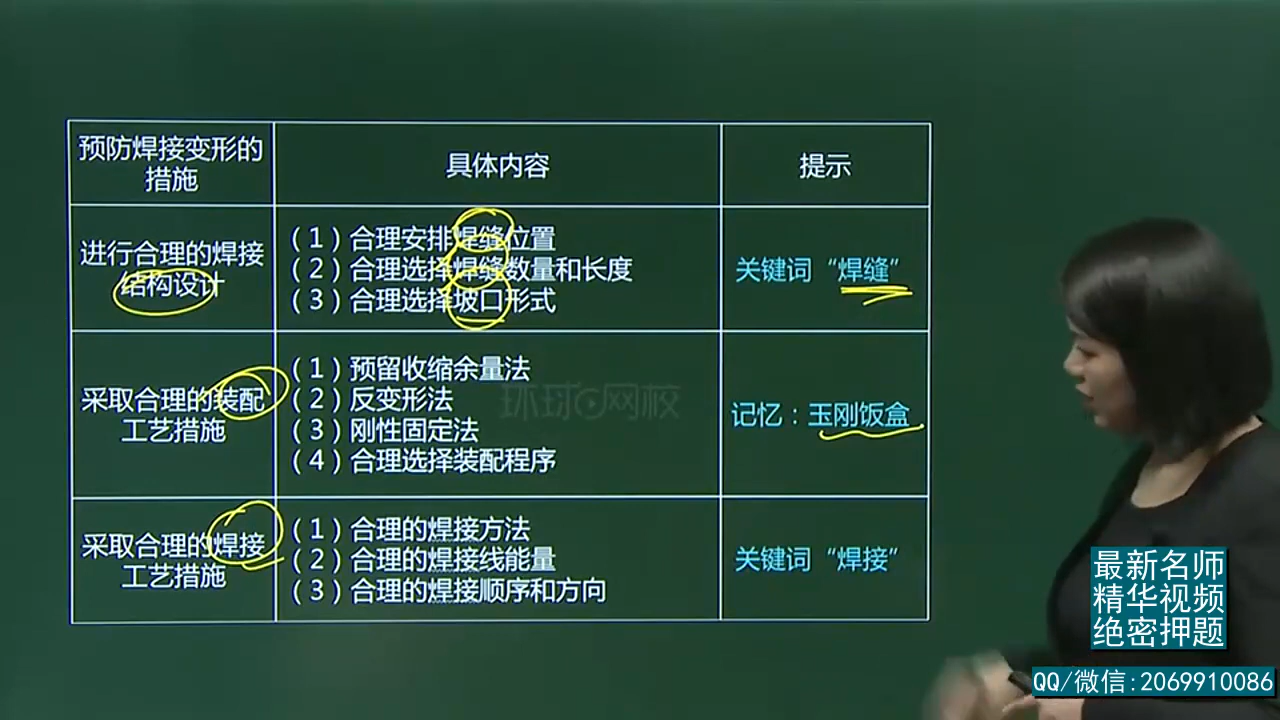 预防焊接变形的
措施
具体内容
提示
进行合理的焊接
结构设计
（1）合理安排焊缝位置
（2）合理选择焊缝数量和长度
（3）合理选择坡口形式
关键词“焊缝”
采取合理的装配
工艺措施
（1）预留收缩余量法
（2）反变形法
（3）刚性固定法
（4）合理选择装配程序
环球网校
记忆：玉刚饭盒
采取合理的焊接
工艺措施
（1）合理的焊接方法
（2）合理的焊接线能量
（3）合理的焊接顺序和方向
关键词“焊接”
最新名师
精华视频
绝密押题
QQ/微信:2069910086